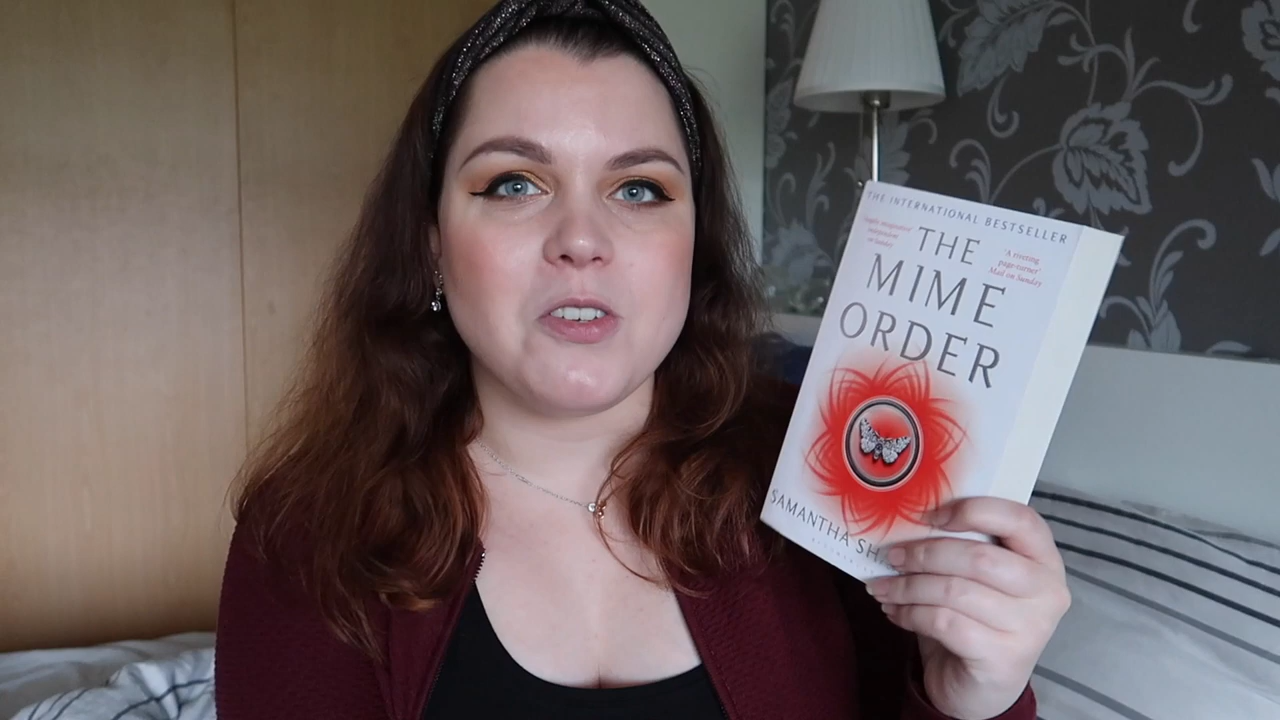 THE INTERNATIONAL BESTSELLER
THE
MIME
ORDER
'A riveting
page-turner'
Mail on Sunday
SAMANTHA SH